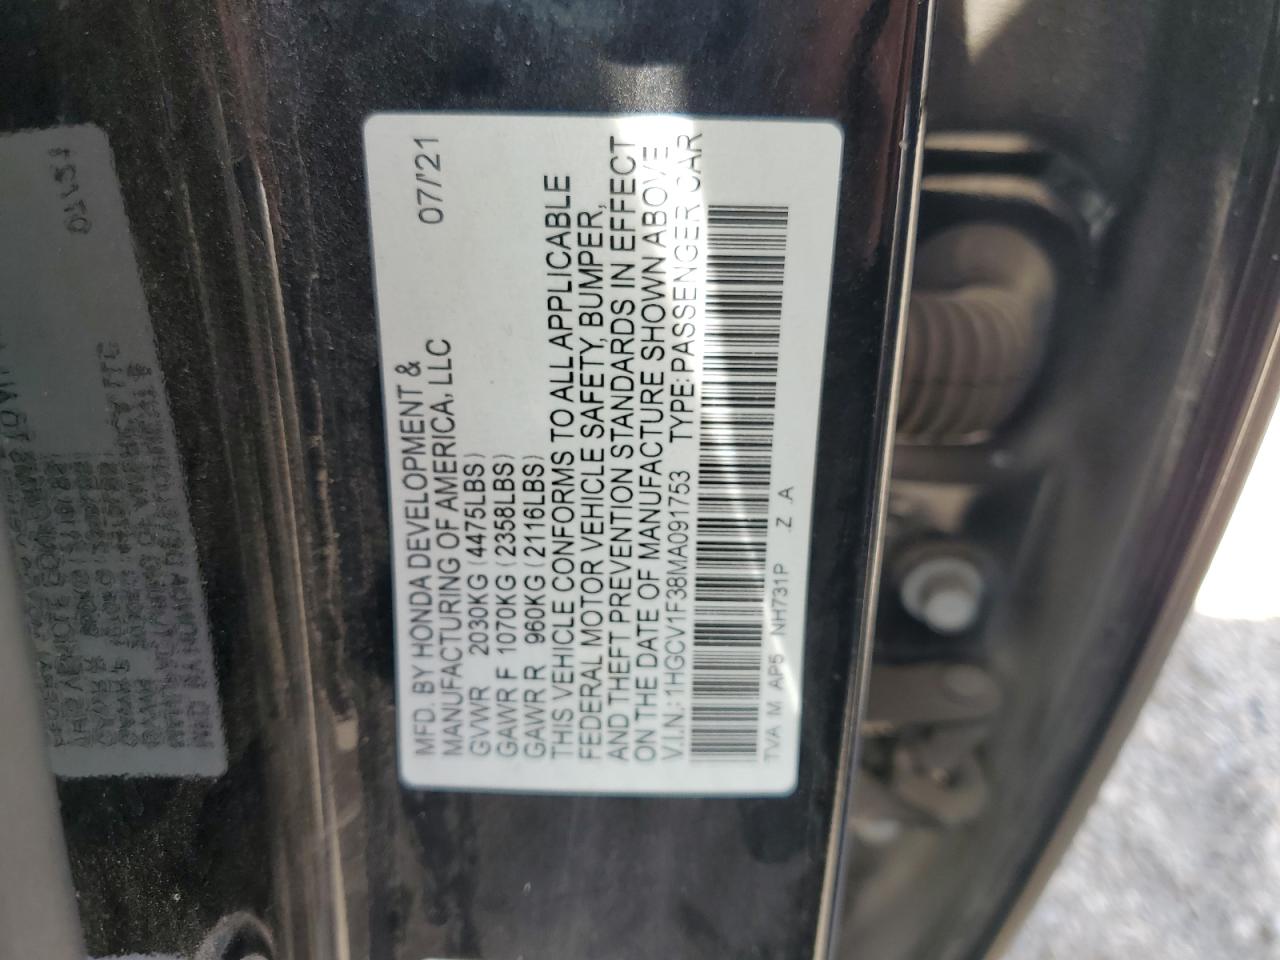 MFD. BY HONDA DEVELOPMENT & 07/'21
MANUFACTURING OF AMERICA, LLC
GVWR 2030KG (4475LBS)
GAWR F 1070KG (2358LBS)
GAWR R 960KG (2116LBS)
THIS VEHICLE CONFORMS TO ALL APPLICABLE
FEDERAL MOTOR VEHICLE SAFETY, BUMPER,
AND THEFT PREVENTION STANDARDS IN EFFECT
ON THE DATE OF MANUFACTURE SHOWN ABOVE
V.I.N.: 1HGCV1F38MA091753 TYPE: PASSENGER CAR
TVA M AP5 NH731P .Z .A